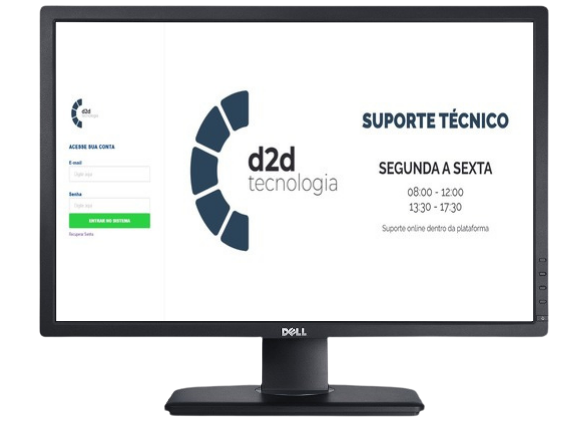 d2d
tecnologia
ACESSE SUA CONTA
E-mail
Digite aqui
Senha
Digite aqui
ENTRAR NO SISTEMA
Recuperar Senha
d2d
tecnologia
SUPORTE TÉCNICO
SEGUNDA A SEXTA
08:00 - 12:00
13:30 - 17:30
Suporte online dentro da plataforma
DELL